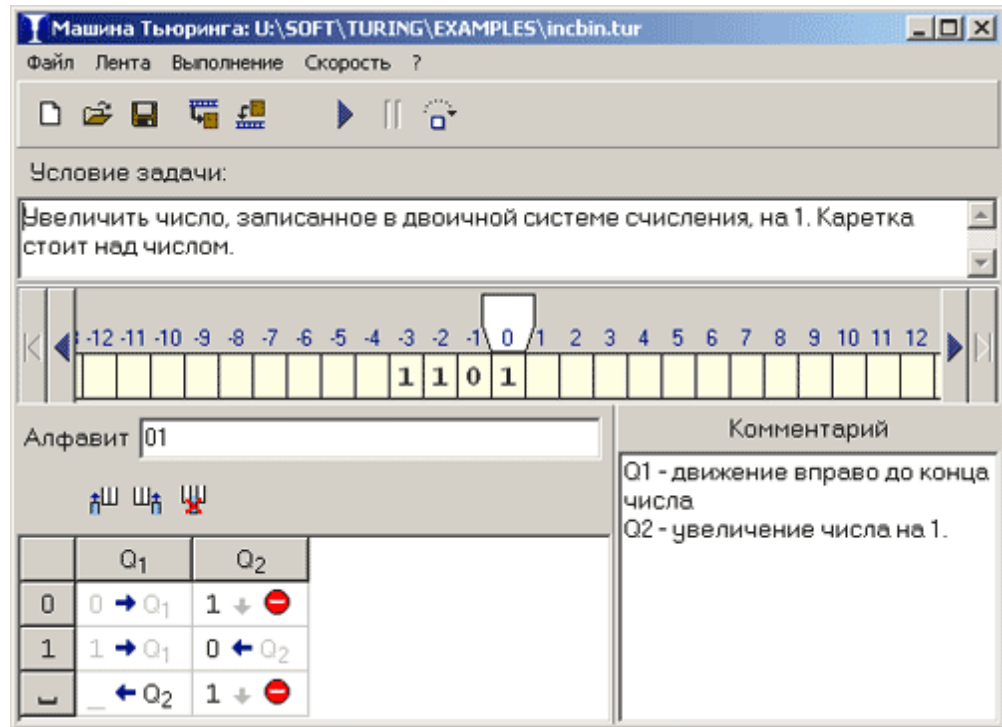 Машина Тьюринга: U:\SOFT\TURING\EXAMPLES\incbin.tur
Файл Лента Выполнение Скорость ?
Условие задачи:
Увеличить число, записанное в двоичной системе счисления, на 1. Каретка
стоит над числом.
-12 -11 -10 -9 -8 -7 -6 -5 -4 -3 -2 -1 0 1 2 3 4 5 6 7 8 9 10 11 12
1 1 0 1
Алфавит 01
Комментарий
Q1 - движение вправо до конца
числа
Q2 - увеличение числа на 1.
Q1 Q2
0 0 → Q1 1 ↓
1 1 → Q1 0 ← Q2
␣ _ ← Q2 1 ↓